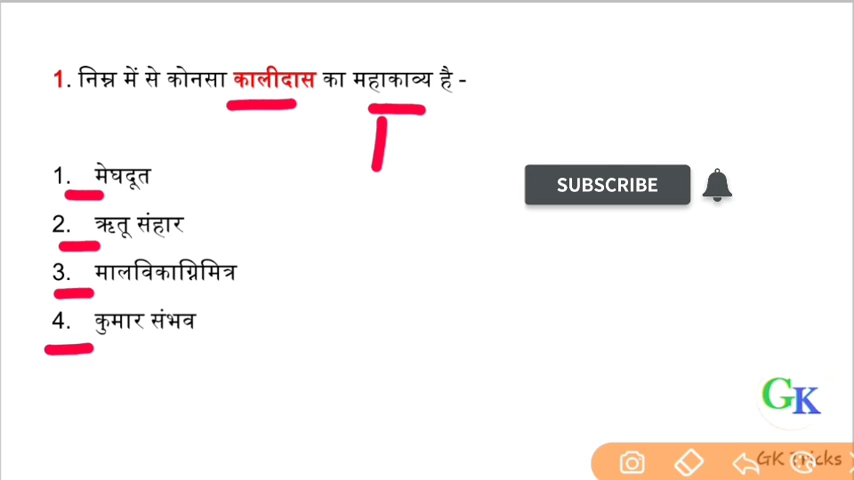 1. निम्न में से कोनसा कालीदास का महाकाव्य है -
1. मेघदूत
SUBSCRIBE
2. ऋतू संहार
3. मालविकाग्निमित्र
4. कुमार संभव
GK
GK Tricks